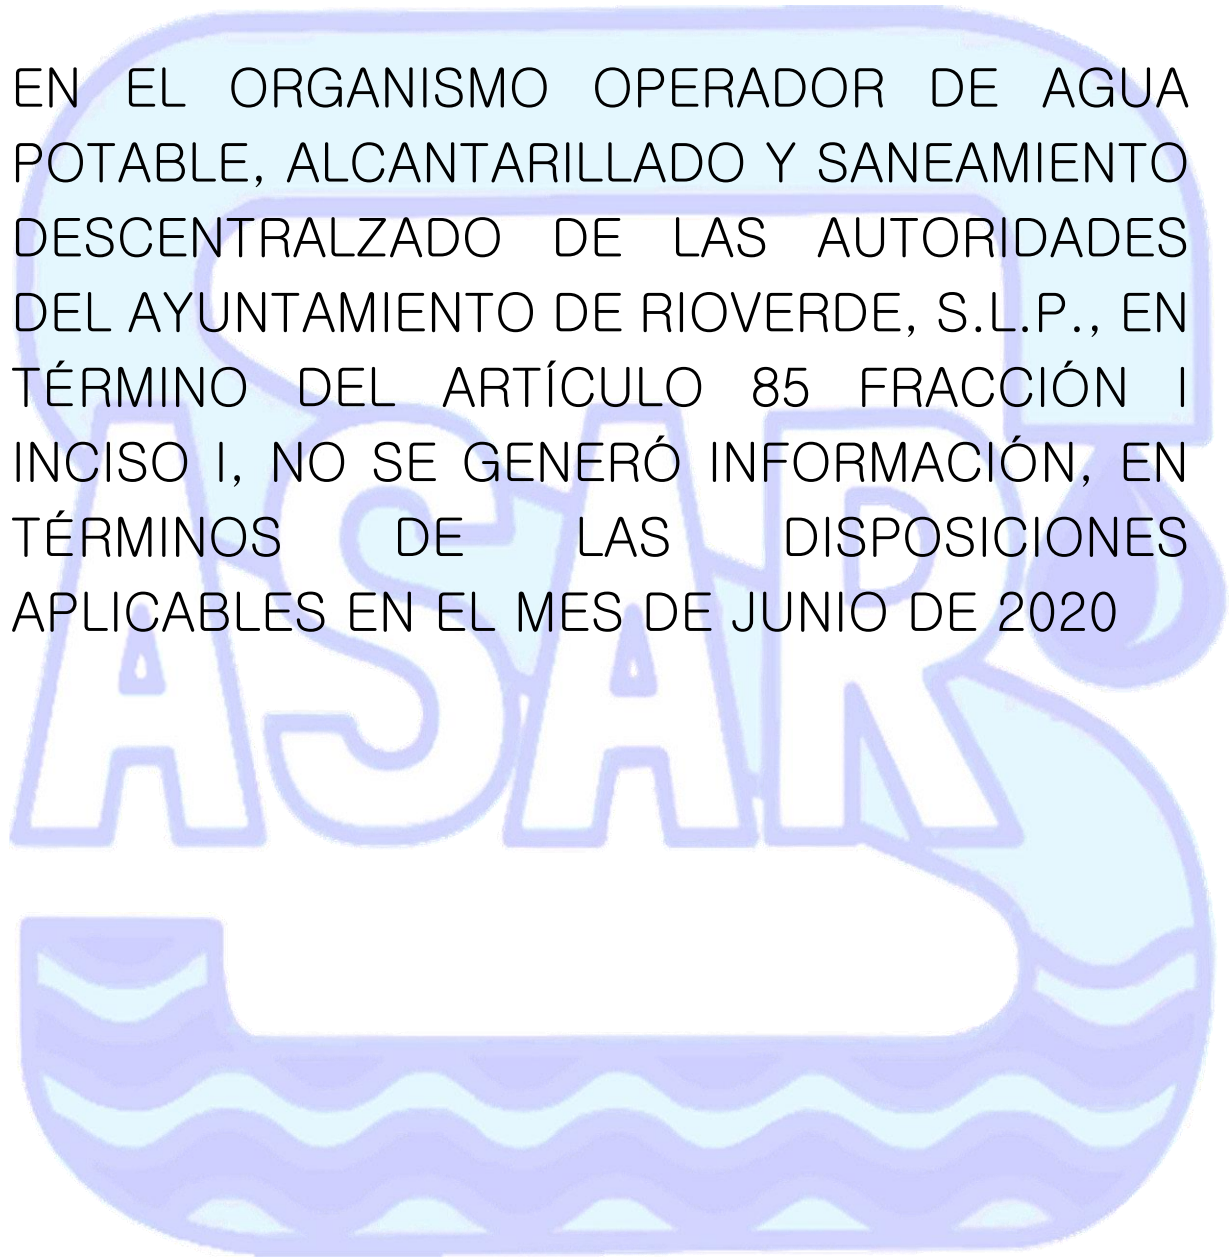 EN EL ORGANISMO OPERADOR DE AGUA
POTABLE, ALCANTARILLADO Y SANEAMIENTO
DESCENTRALZADO DE LAS AUTORIDADES
DEL AYUNTAMIENTO DE RIOVERDE, S.L.P., EN
TÉRMINO DEL ARTÍCULO 85 FRACCIÓN I
INCISO I, NO SE GENERÓ INFORMACIÓN, EN
TÉRMINOS DE LAS DISPOSICIONES
APLICABLES EN EL MES DE JUNIO DE 2020
SASAR